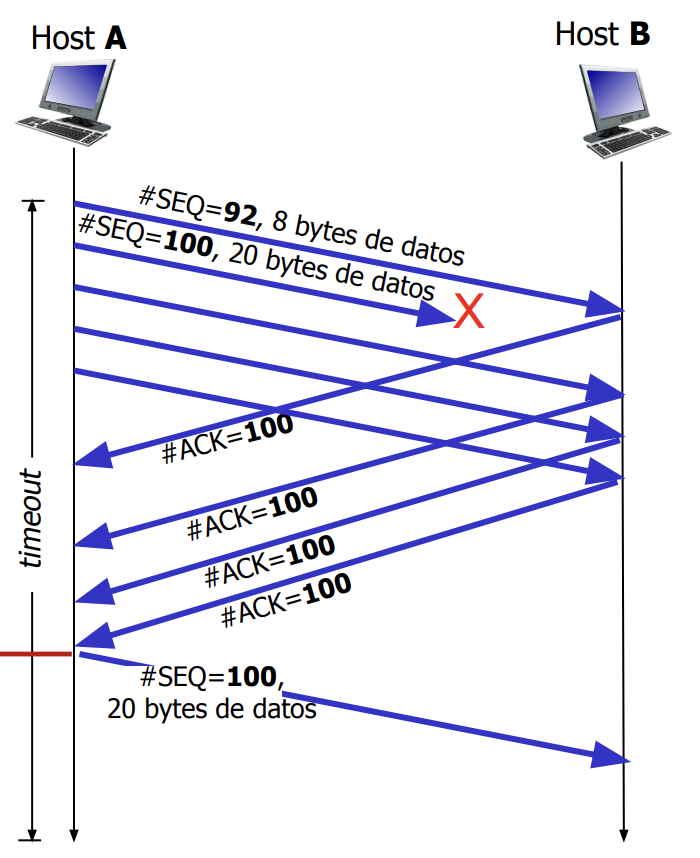 Host A
Host B
#SEQ=92, 8 bytes de datos
#SEQ=100, 20 bytes de datos
X
#ACK=100
timeout
#ACK=100
#ACK=100
#ACK=100
#SEQ=100,
20 bytes de datos